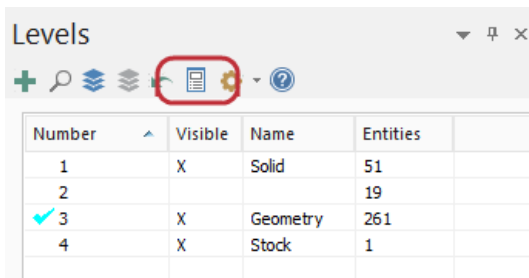 Levels
Number Visible Name Entities
1 X Solid 51
2 19
3 X Geometry 261
4 X Stock 1